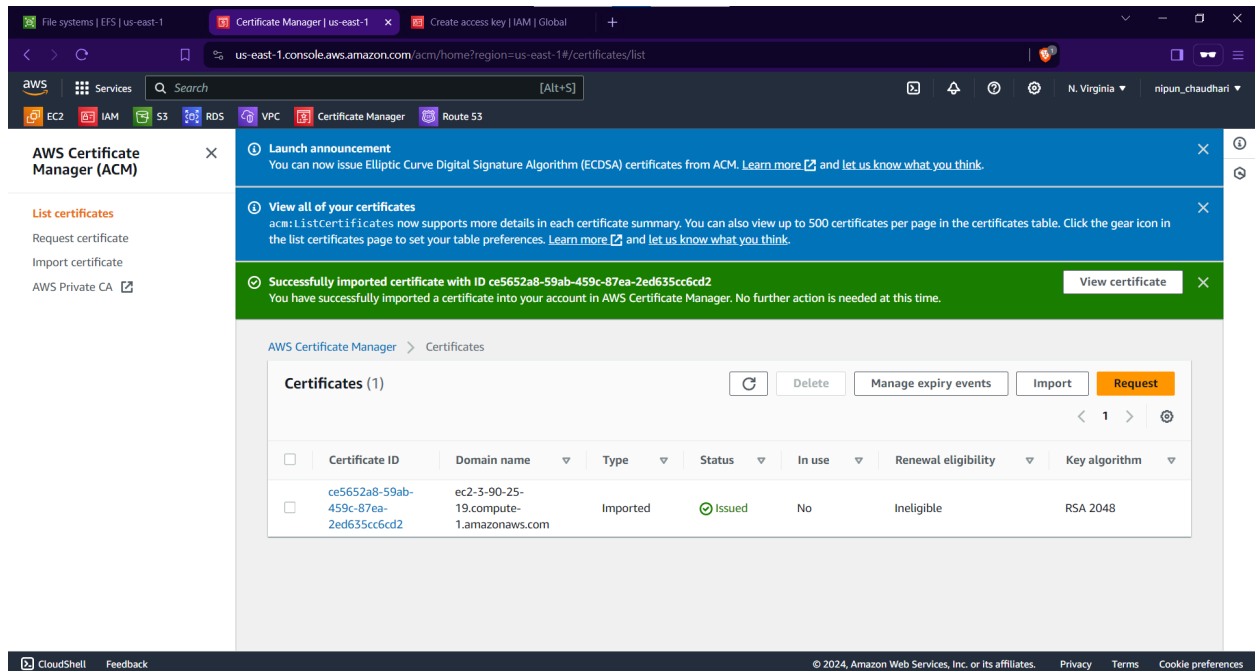 File systems | EFS | us-east-1
Certificate Manager | us-east-1
Create access key | IAM | Global
us-east-1.console.aws.amazon.com/acm/home?region=us-east-1#/certificates/list
aws
Services
Search
[Alt+S]
N. Virginia
nipun_chaudhari
EC2
IAM
S3
RDS
VPC
Certificate Manager
Route 53
AWS Certificate
Manager (ACM)
List certificates
Request certificate
Import certificate
AWS Private CA
Launch announcement
You can now issue Elliptic Curve Digital Signature Algorithm (ECDSA) certificates from ACM. Learn more and let us know what you think.
View all of your certificates
acm:ListCertificates now supports more details in each certificate summary. You can also view up to 500 certificates per page in the certificates table. Click the gear icon in
the list certificates page to set your table preferences. Learn more and let us know what you think.
Successfully imported certificate with ID ce5652a8-59ab-459c-87ea-2ed635cc6cd2
You have successfully imported a certificate into your account in AWS Certificate Manager. No further action is needed at this time.
View certificate
AWS Certificate Manager
Certificates
Certificates (1)
Delete
Manage expiry events
Import
Request
1
Certificate ID
Domain name
Type
Status
In use
Renewal eligibility
Key algorithm
ce5652a8-59ab-
459c-87ea-
2ed635cc6cd2
ec2-3-90-25-
19.compute-
1.amazonaws.com
Imported
Issued
No
Ineligible
RSA 2048
CloudShell
Feedback
© 2024, Amazon Web Services, Inc. or its affiliates.
Privacy
Terms
Cookie preferences